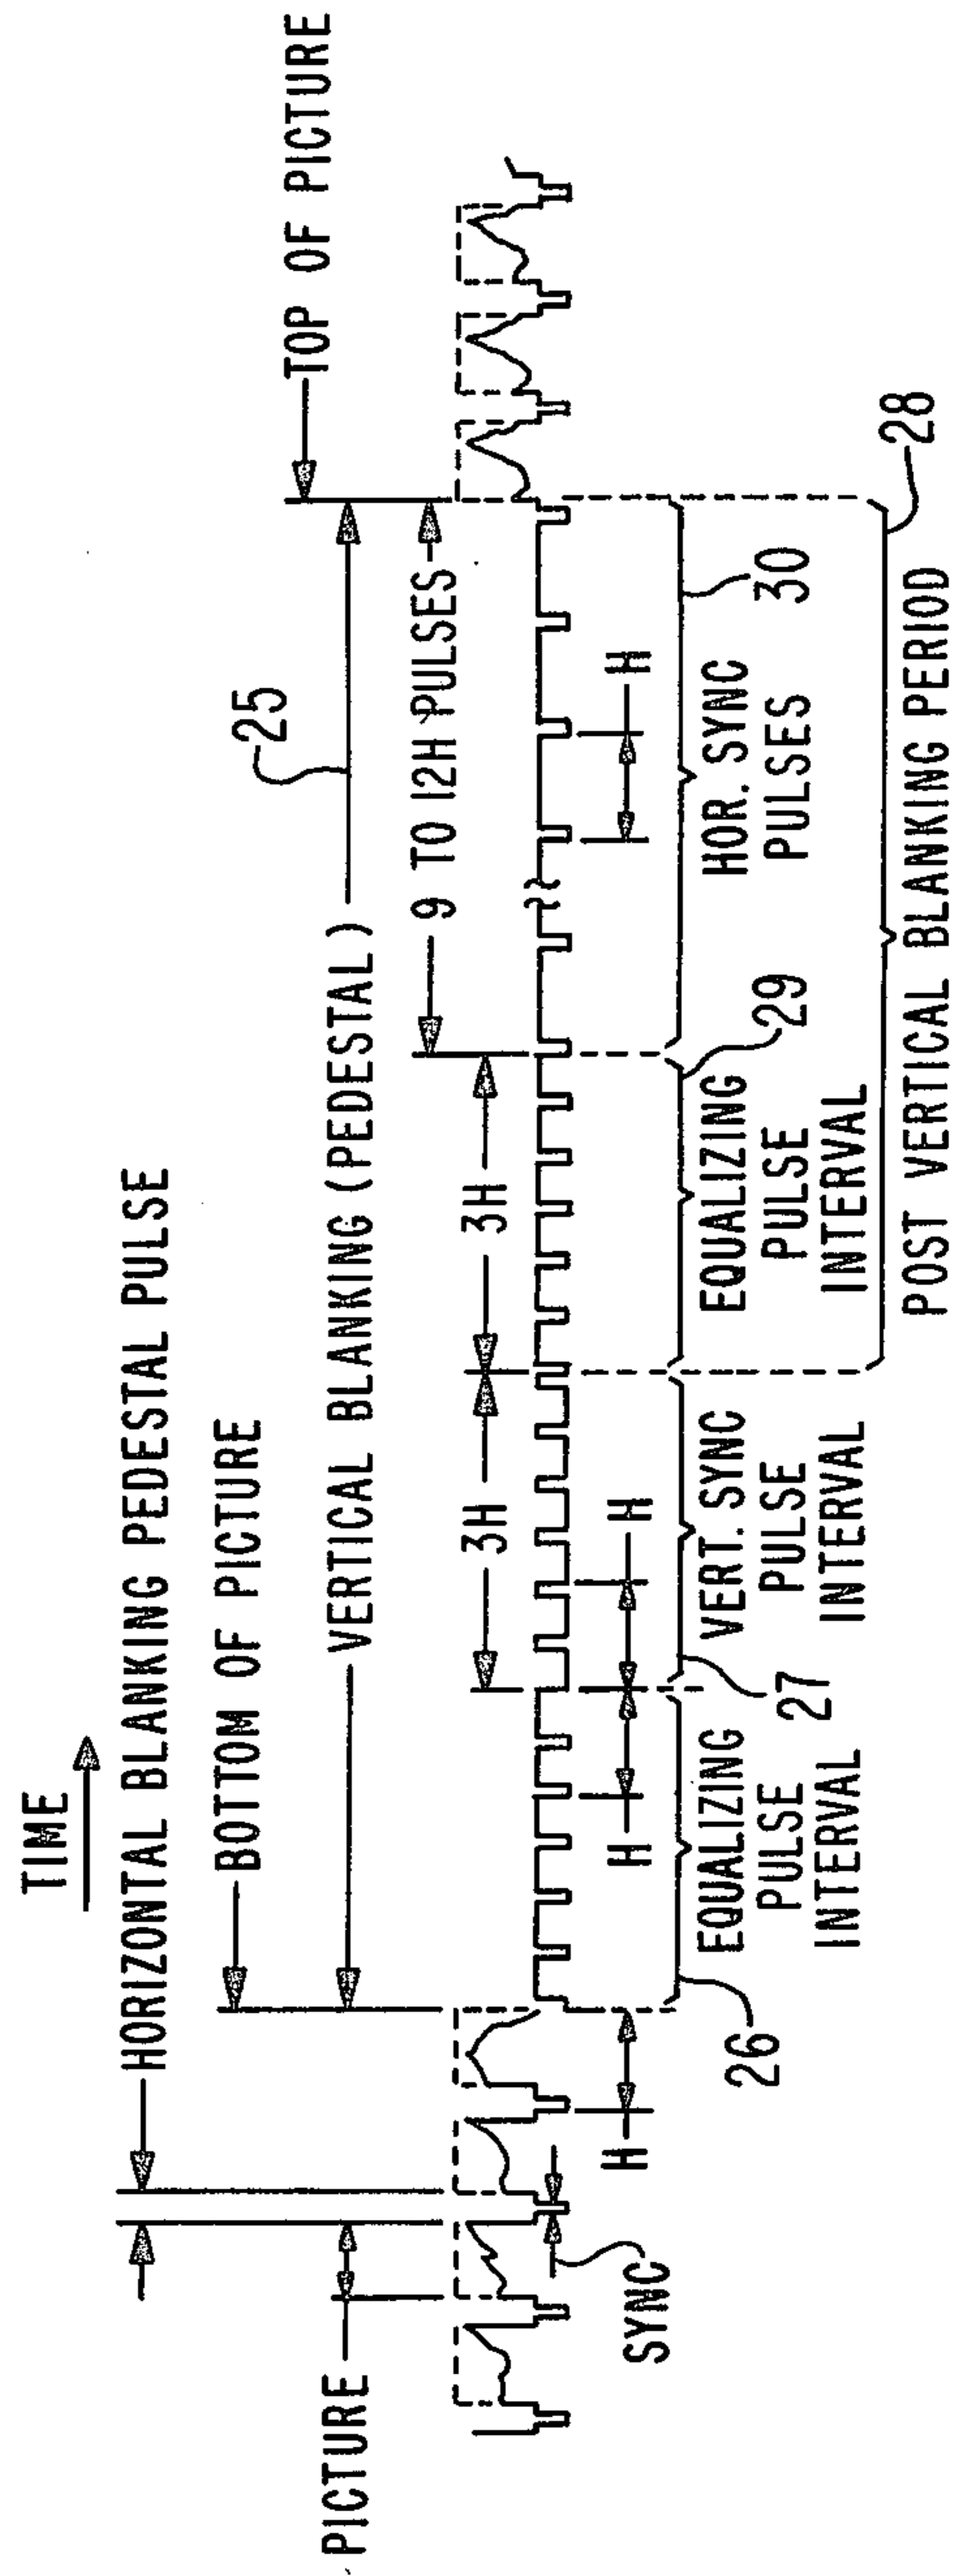 TIME
HORIZONTAL BLANKING PEDESTAL PULSE
BOTTOM OF PICTURE
TOP OF PICTURE
PICTURE
VERTICAL BLANKING (PEDESTAL)
25
9 TO 12H PULSES
3H
3H
SYNC
H
H
H
H
26
EQUALIZING
PULSE
INTERVAL
27
VERT. SYNC
PULSE
INTERVAL
EQUALIZING
PULSE
INTERVAL
29
HOR. SYNC
PULSES
30
28
POST VERTICAL BLANKING PERIOD